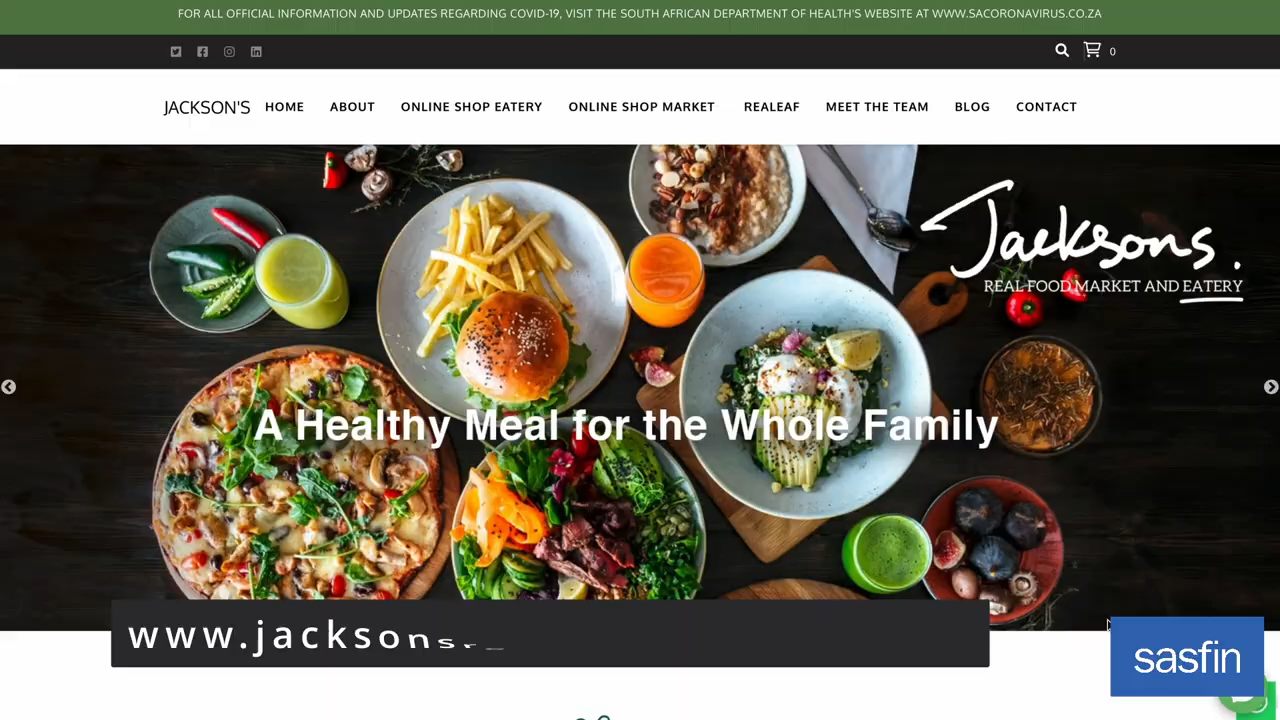 FOR ALL OFFICIAL INFORMATION AND UPDATES REGARDING COVID-19, VISIT THE SOUTH AFRICAN DEPARTMENT OF HEALTH'S WEBSITE AT WWW.SACORONAVIRUS.CO.ZA
0
JACKSON'S HOME ABOUT ONLINE SHOP EATERY ONLINE SHOP MARKET REALEAF MEET THE TEAM BLOG CONTACT
Jacksons.
REAL FOOD MARKET AND EATERY
A Healthy Meal for the Whole Family
www.jacksons.
sasfin